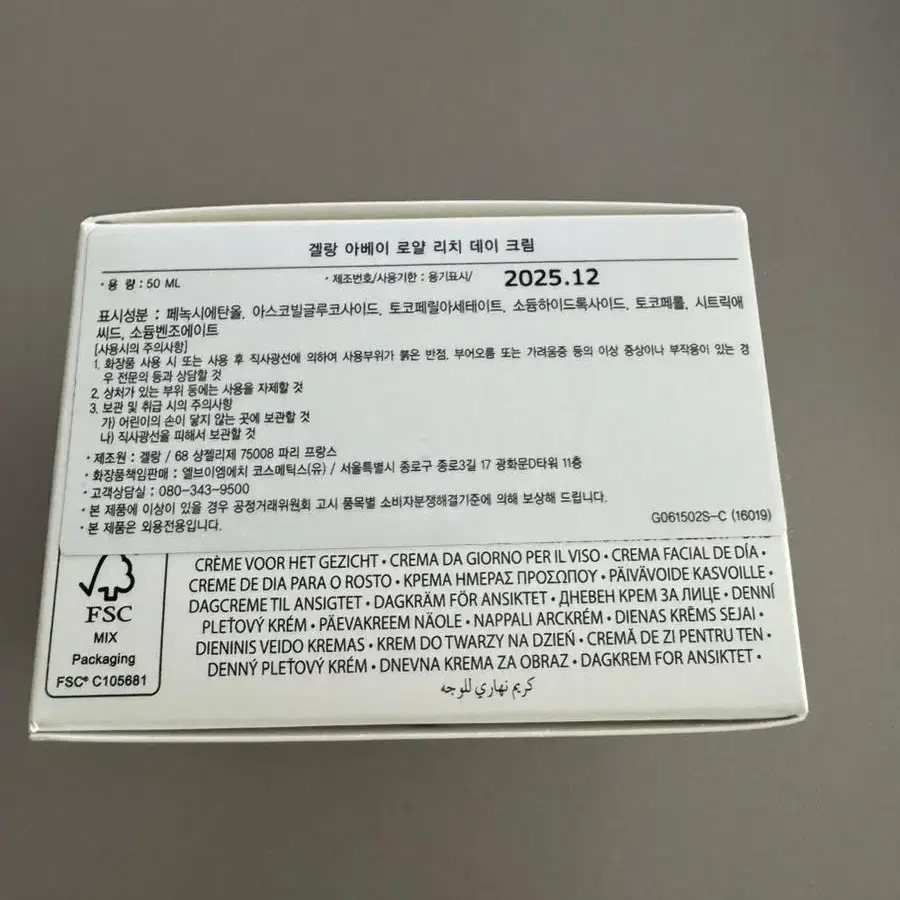 겔랑 아베이 로얄 리치 데이 크림
· 용 량 : 50 ML · 제조번호/사용기한 : 용기표시/ 2025.12
표시성분 : 페녹시에탄올, 아스코빌글루코사이드, 토코페릴아세테이트, 소듐하이드록사이드, 토코페롤, 시트릭애
씨드, 소듐벤조에이트
[사용시의 주의사항]
1. 화장품 사용 시 또는 사용 후 직사광선에 의하여 사용부위가 붉은 반점, 부어오름 또는 가려움증 등의 이상 증상이나 부작용이 있는 경
우 전문의 등과 상담할 것
2. 상처가 있는 부위 등에는 사용을 자제할 것
3. 보관 및 취급 시의 주의사항
가) 어린이의 손이 닿지 않는 곳에 보관할 것
나) 직사광선을 피해서 보관할 것
· 제조원 : 겔랑 / 68 샹젤리제 75008 파리 프랑스
· 화장품책임판매 : 엘브이엠에치 코스메틱스(유) / 서울특별시 종로구 종로3길 17 광화문D타워 11층
· 고객상담실 : 080-343-9500
· 본 제품에 이상이 있을 경우 공정거래위원회 고시 품목별 소비자분쟁해결기준에 의해 보상해 드립니다.
· 본 제품은 외용전용입니다.
G061502S-C (16019)
CRÈME VOOR HET GEZICHT • CREMA DA GIORNO PER IL VISO • CREMA FACIAL DE DÍA •
CREME DE DIA PARA O ROSTO • ΚΡΕΜΑ ΗΜΕΡΑΣ ΠΡΟΣΩΠΟΥ • PÄIVÄVOIDE KASVOILLE •
DAGCREME TIL ANSIGTET • DAGKRÄM FÖR ANSIKTET • ДНЕВЕН КРЕМ ЗА ЛИЦЕ • DENNÍ
PLEŤOVÝ KRÉM • PÄEVAKREEM NÄOLE • NAPPALI ARCKRÉM • DIENAS KRĒMS SEJAI •
DIENINIS VEIDO KREMAS • KREM DO TWARZY NA DZIEŃ • CREMĂ DE ZI PENTRU TEN •
DENNÝ PLEŤOVÝ KRÉM • DNEVNA KREMA ZA OBRAZ • DAGKREM FOR ANSIKTET •
كريم نهاري للوجه
FSC
MIX
Packaging
FSC® C105681